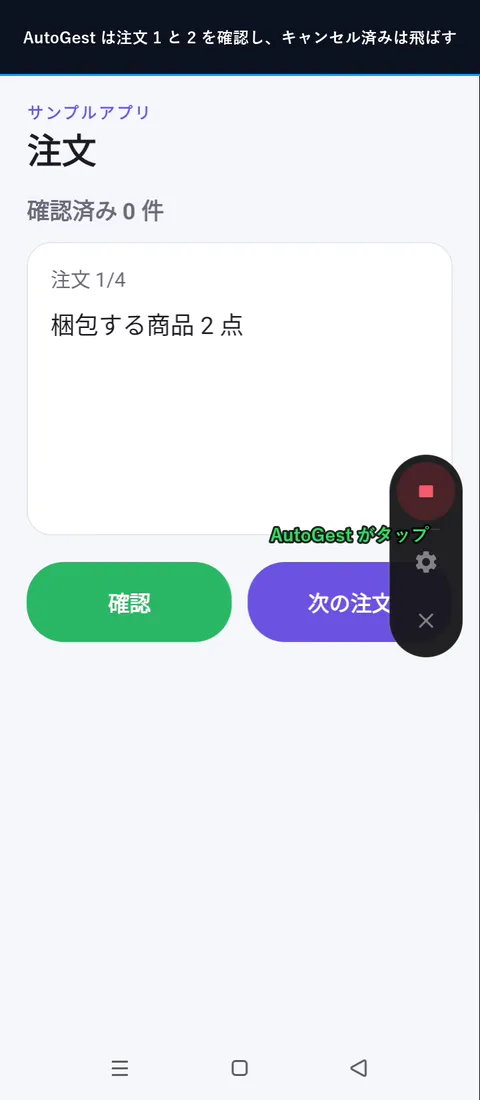 AutoGest は注文 1 と 2 を確認し、キャンセル済みは飛ばす
サンプルアプリ
注文
確認済み 0 件
注文 1/4
梱包する商品 2 点
AutoGest がタップ
確認
次の注文